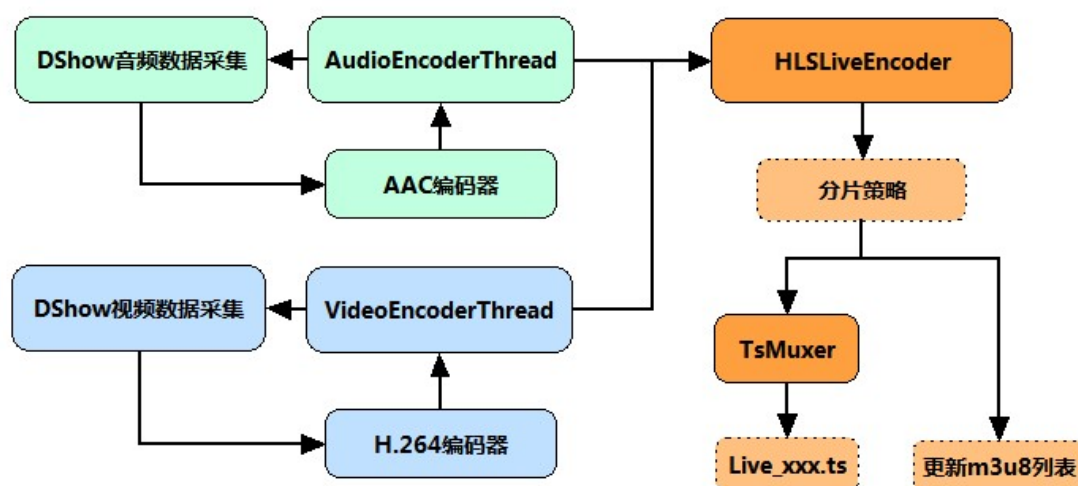 DShow音频数据采集
AudioEncoderThread
HLSLiveEncoder
AAC编码器
分片策略
DShow视频数据采集
VideoEncoderThread
TsMuxer
H.264编码器
Live_xxx.ts
更新m3u8列表